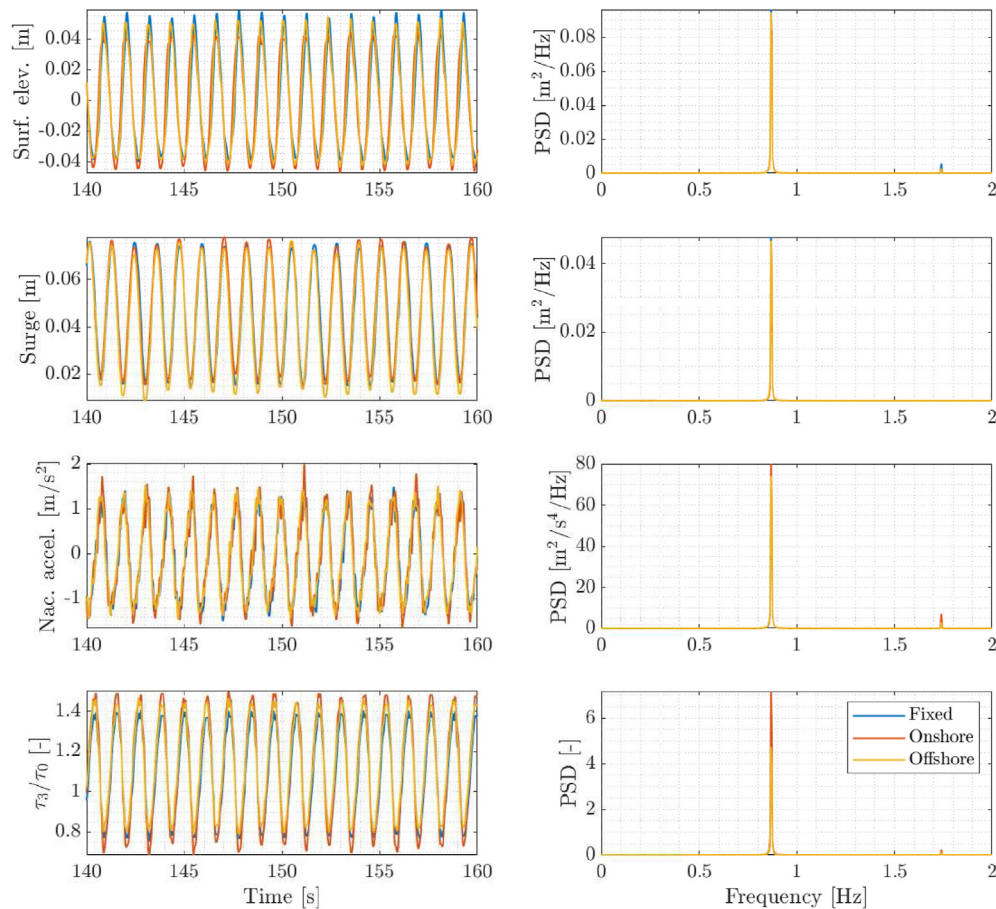 Surf. elev. [m]
0.04
0.02
0
-0.02
-0.04
140 145 150 155 160
PSD [m²/Hz]
0.08
0.06
0.04
0.02
0
0 0.5 1 1.5 2
Surge [m]
0.06
0.04
0.02
140 145 150 155 160
PSD [m²/Hz]
0.04
0.02
0
0 0.5 1 1.5 2
Nac. accel. [m/s²]
2
1
0
-1
140 145 150 155 160
PSD [m²/s⁴/Hz]
80
60
40
20
0
0 0.5 1 1.5 2
τ₃/τ₀ [-]
1.4
1.2
1
0.8
140 145 150 155 160
Time [s]
PSD [-]
6
4
2
0
0 0.5 1 1.5 2
Frequency [Hz]
Fixed
Onshore
Offshore